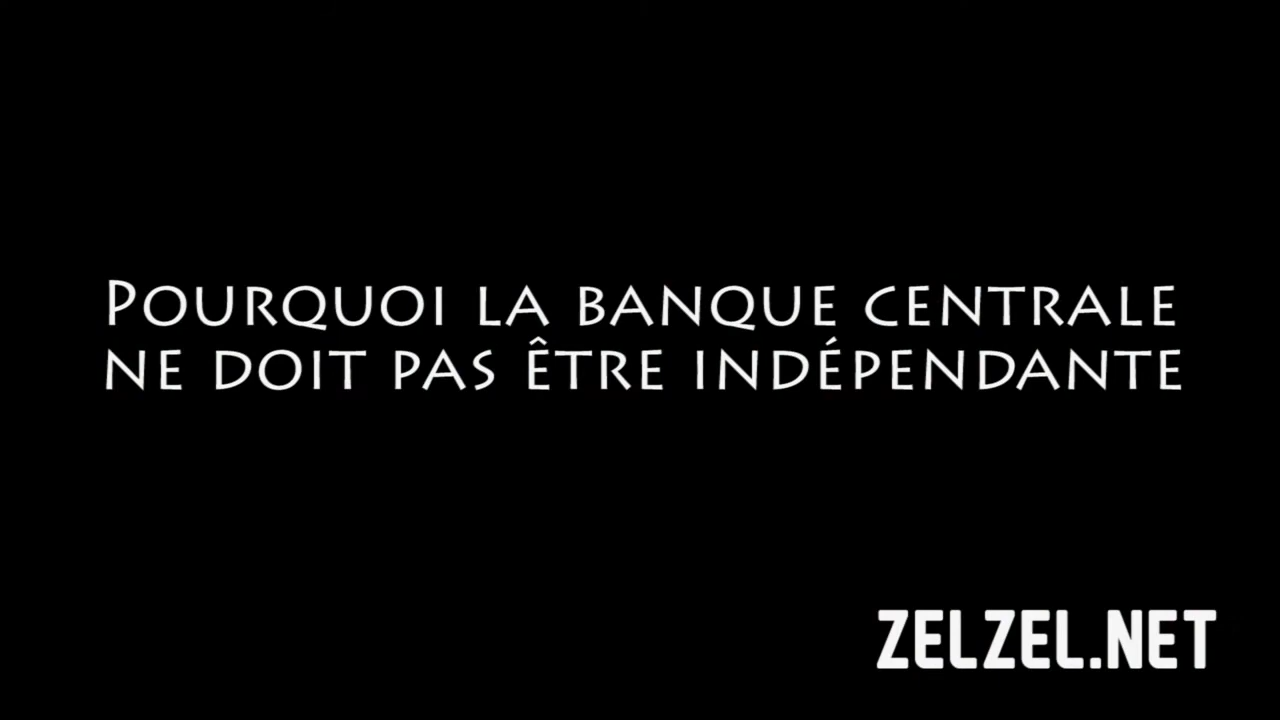 Pourquoi la banque centrale
ne doit pas être indépendante
ZELZEL.NET